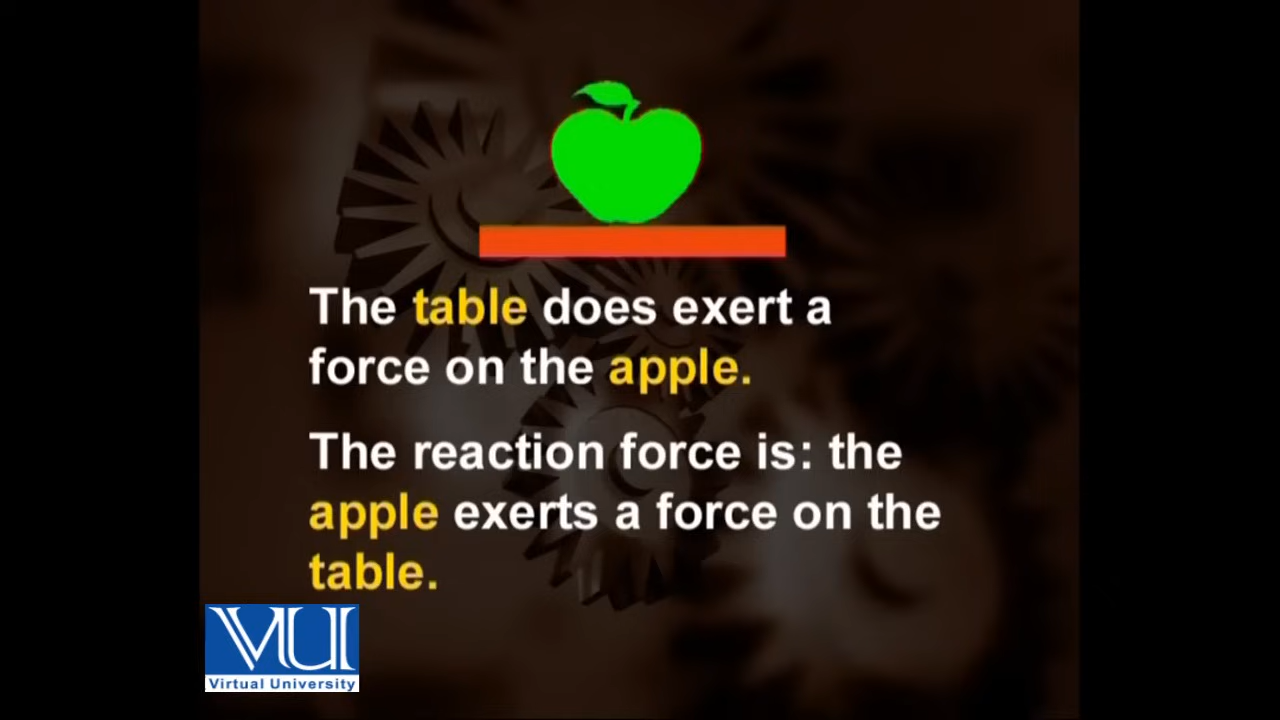 The table does exert a
force on the apple.
The reaction force is: the
apple exerts a force on the
table.
VU
Virtual University